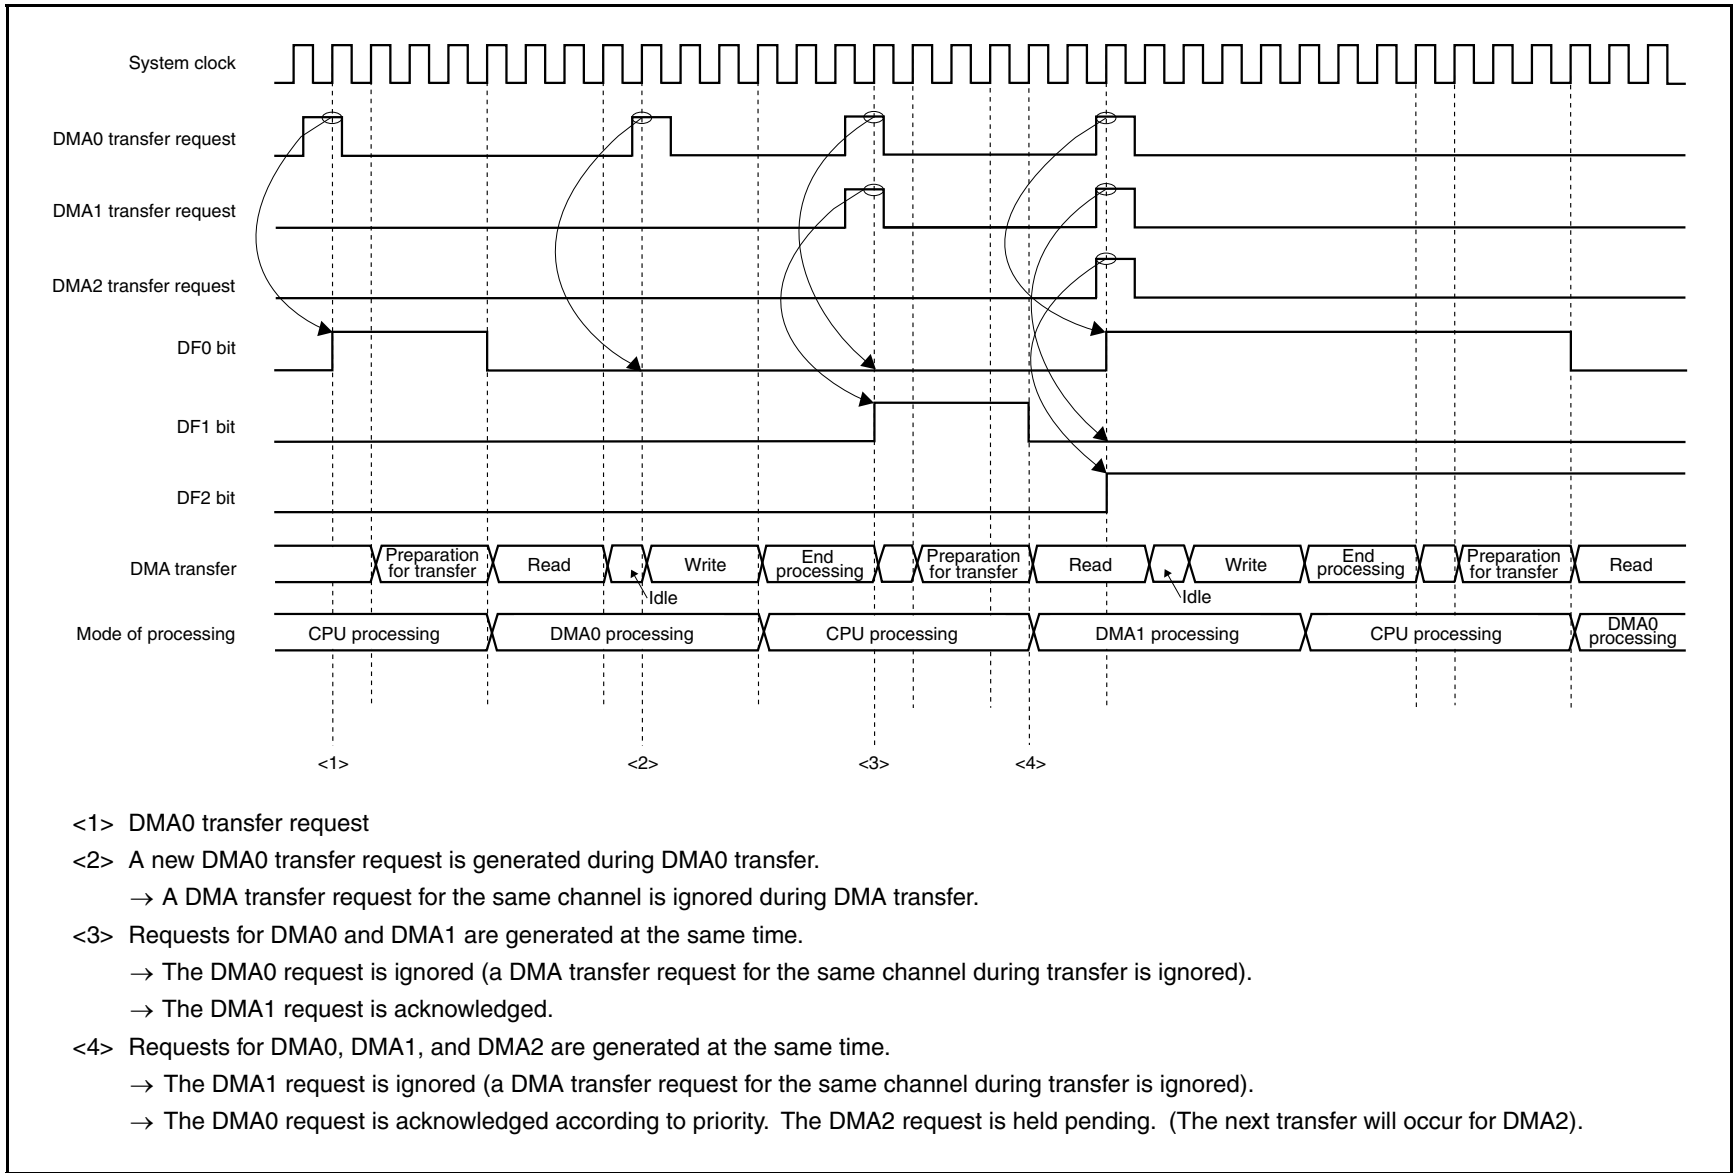 System clock
DMA0 transfer request
DMA1 transfer request
DMA2 transfer request
DF0 bit
DF1 bit
DF2 bit
DMA transfer
Preparation
for transfer
Read
Write
End
processing
Preparation
for transfer
Read
Write
End
processing
Preparation
for transfer
Read
Idle
Idle
Mode of processing
CPU processing
DMA0 processing
CPU processing
DMA1 processing
CPU processing
DMA0
processing
<1>
<2>
<3>
<4>
<1> DMA0 transfer request
<2> A new DMA0 transfer request is generated during DMA0 transfer.
→ A DMA transfer request for the same channel is ignored during DMA transfer.
<3> Requests for DMA0 and DMA1 are generated at the same time.
→ The DMA0 request is ignored (a DMA transfer request for the same channel during transfer is ignored).
→ The DMA1 request is acknowledged.
<4> Requests for DMA0, DMA1, and DMA2 are generated at the same time.
→ The DMA1 request is ignored (a DMA transfer request for the same channel during transfer is ignored).
→ The DMA0 request is acknowledged according to priority. The DMA2 request is held pending. (The next transfer will occur for DMA2).